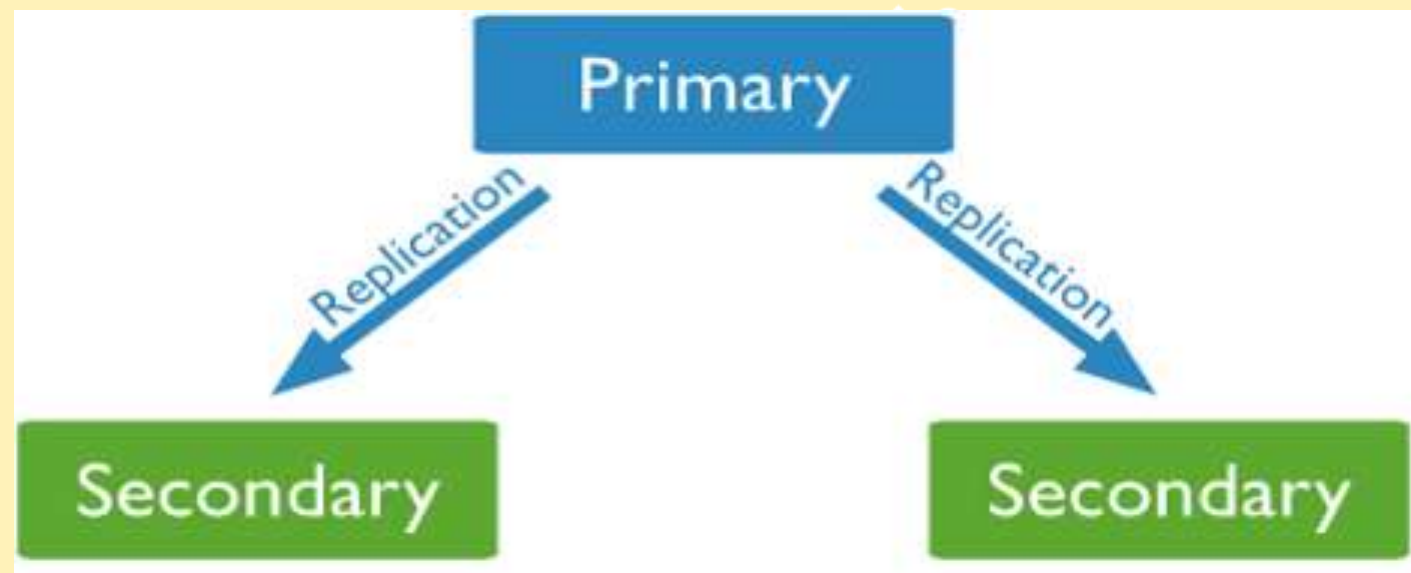 Primary
Replication
Replication
Secondary
Secondary